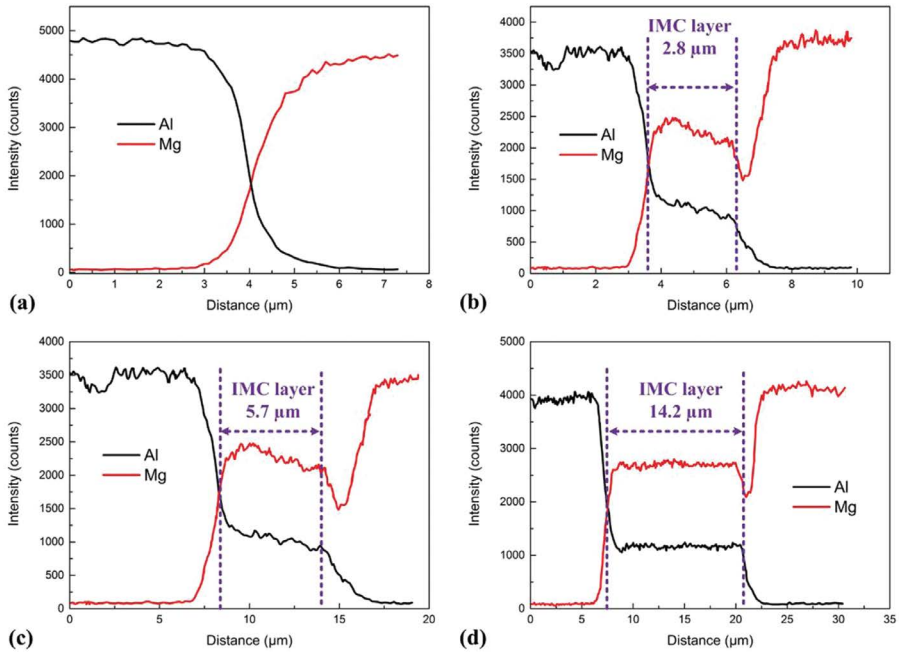 5000
4000
3000
2000
1000
0
Intensity (counts)
Al
Mg
0 1 2 3 4 5 6 7 8
Distance (μm)
(a)
4000
3500
3000
2500
2000
1500
1000
500
0
Intensity (counts)
IMC layer
2.8 μm
Al
Mg
0 2 4 6 8 10
Distance (μm)
(b)
4000
3500
3000
2500
2000
1500
1000
500
0
Intensity (counts)
IMC layer
5.7 μm
Al
Mg
0 5 10 15 20
Distance (μm)
(c)
5000
4000
3000
2000
1000
0
Intensity (counts)
IMC layer
14.2 μm
Al
Mg
0 5 10 15 20 25 30 35
Distance (μm)
(d)